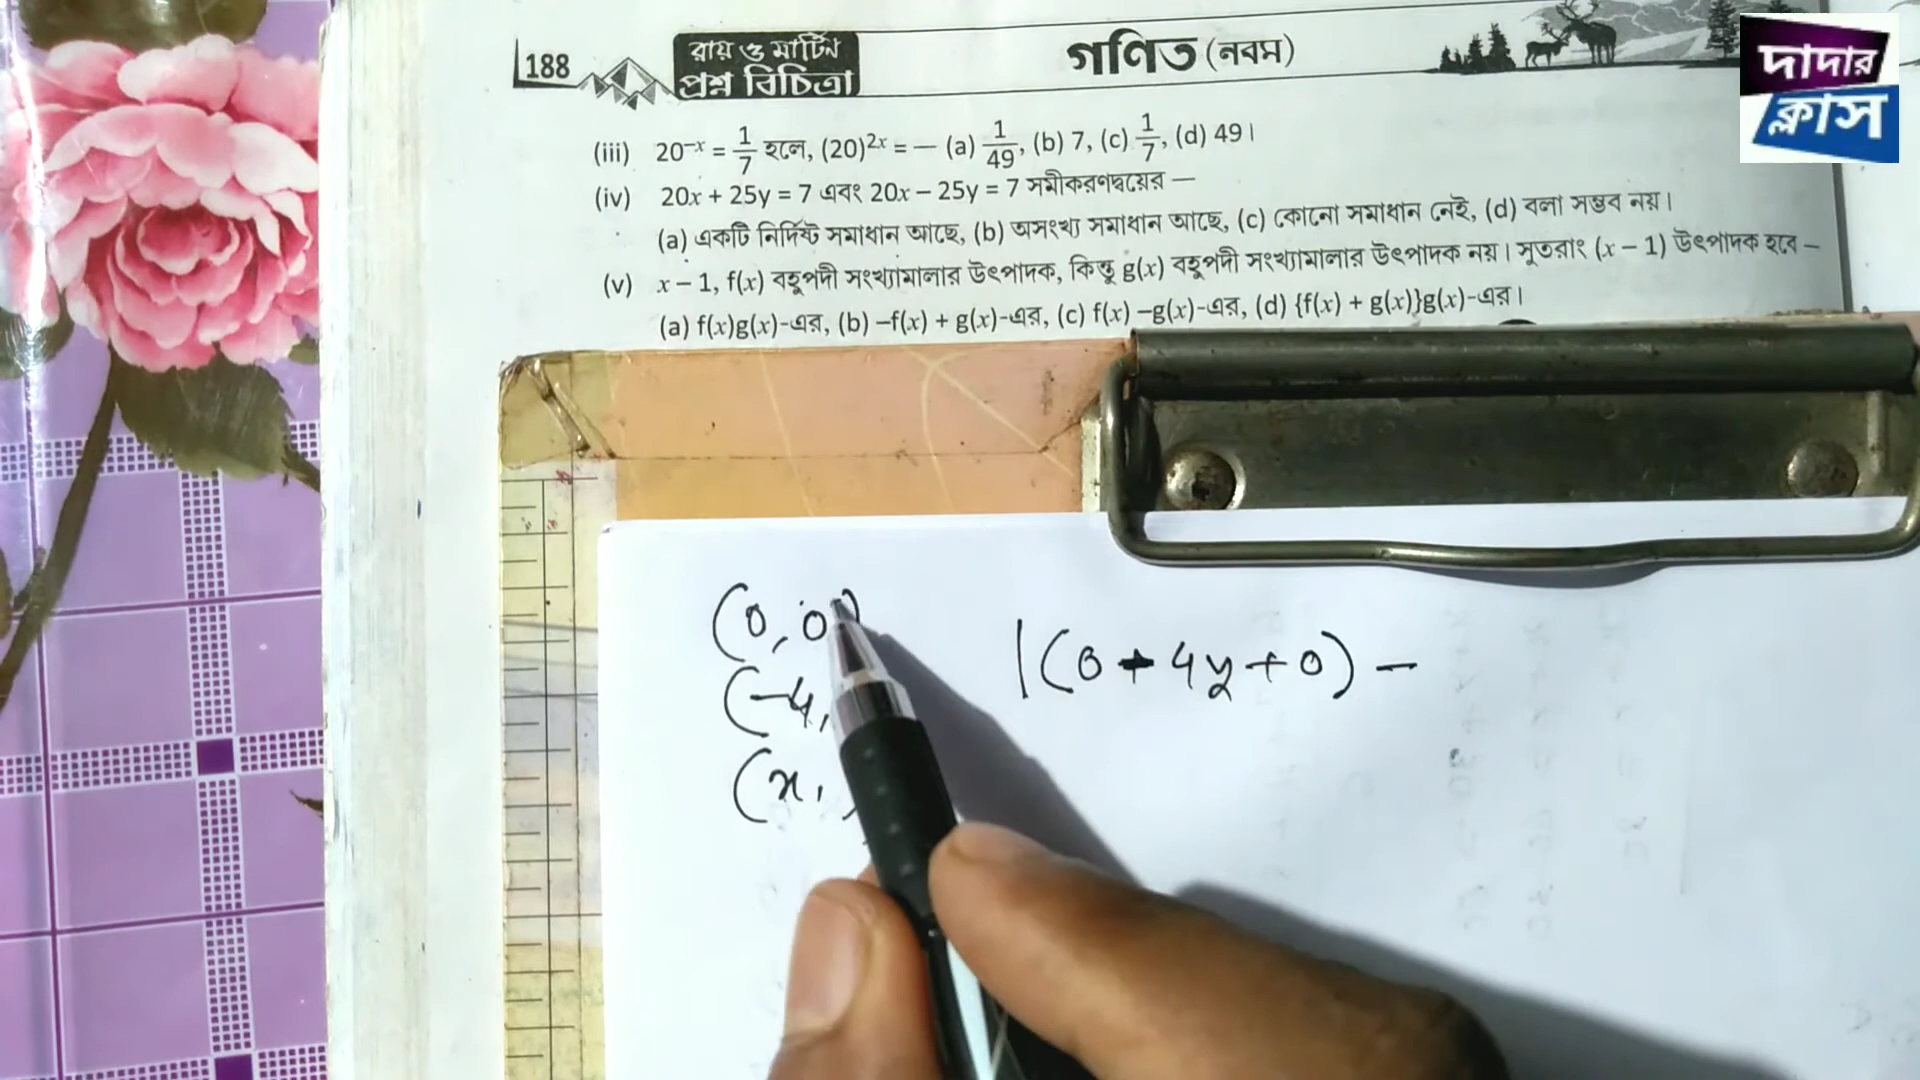 188
রায় ও মার্টিন
প্রশ্ন বিচিত্রা
গণিত (নবম)
দাদার
ক্লাস
(iii) 20⁻ˣ = 1/7 হলে, (20)²ˣ = — (a) 1/49, (b) 7, (c) 1/7, (d) 49।
(iv) 20x + 25y = 7 এবং 20x – 25y = 7 সমীকরণদ্বয়ের —
(a) একটি নির্দিষ্ট সমাধান আছে, (b) অসংখ্য সমাধান আছে, (c) কোনো সমাধান নেই, (d) বলা সম্ভব নয়।
(v) x – 1, f(x) বহুপদী সংখ্যামালার উৎপাদক, কিন্তু g(x) বহুপদী সংখ্যামালার উৎপাদক নয়। সুতরাং (x – 1) উৎপাদক হবে –
(a) f(x)g(x)-এর, (b) –f(x) + g(x)-এর, (c) f(x) –g(x)-এর, (d) {f(x) + g(x)}g(x)-এর।
(0, 0)
(-4,
(x,
|(0 - 4y + 0) -